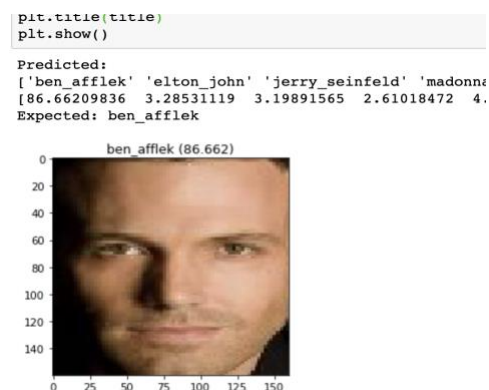 plt.title(title)
plt.show()
Predicted:
['ben_afflek' 'elton_john' 'jerry_seinfeld' 'madonna
[86.66209836 3.28531119 3.19891565 2.61018472 4.
Expected: ben_afflek
ben_afflek (86.662)
0
20
40
60
80
100
120
140
0 25 50 75 100 125 150